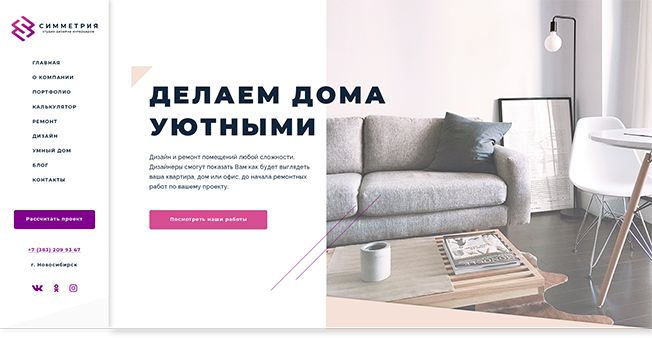 СИММЕТРИЯ
СТУДИЯ ДИЗАЙНА ИНТЕРЬЕРОВ
ГЛАВНАЯ
О КОМПАНИИ
ПОРТФОЛИО
КАЛЬКУЛЯТОР
РЕМОНТ
ДИЗАЙН
УМНЫЙ ДОМ
БЛОГ
КОНТАКТЫ
Рассчитать проект
+7 (383) 209 93 67
г. Новосибирск
ДЕЛАЕМ ДОМА
УЮТНЫМИ
Дизайн и ремонт помещений любой сложности.
Дизайнеры смогут показать Вам как будет выглядеть
ваша квартира, дом или офис, до начала ремонтных
работ по вашему проекту.
Посмотреть наши работы